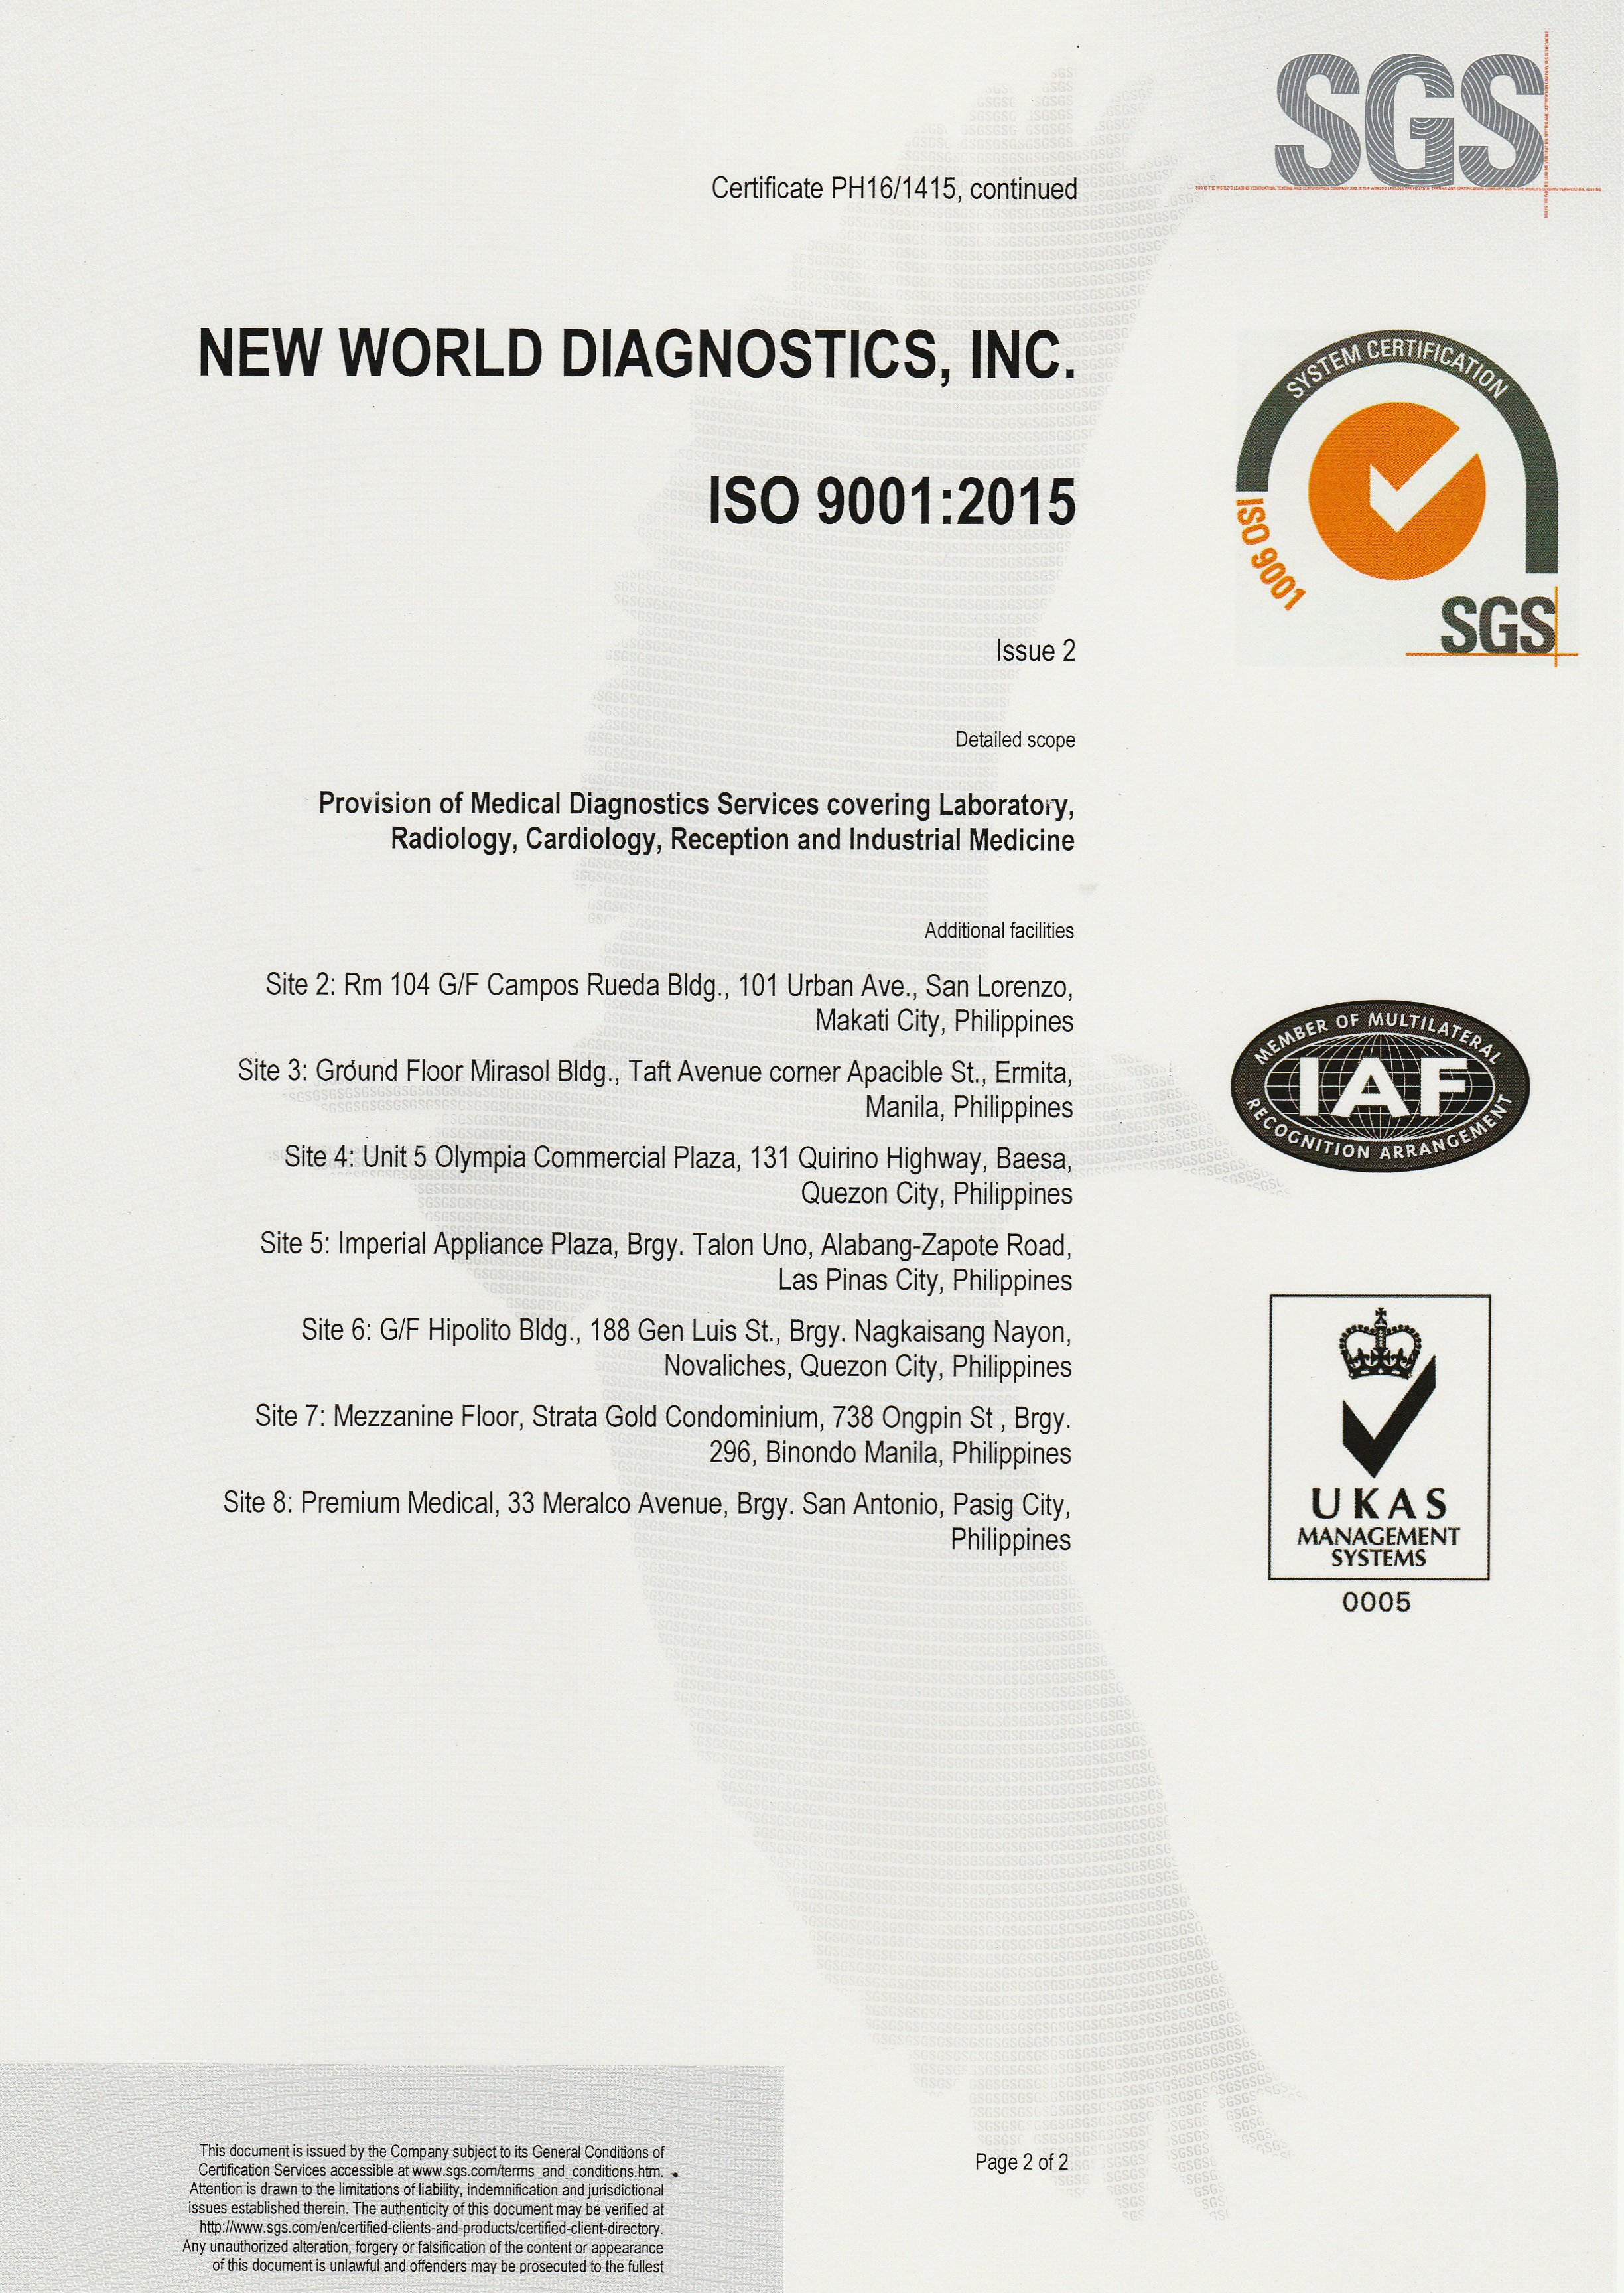 SGS
Certificate PH16/1415, continued
NEW WORLD DIAGNOSTICS, INC.
SYSTEM CERTIFICATION
ISO 9001
SGS
ISO 9001:2015
Issue 2
Detailed scope
Provision of Medical Diagnostics Services covering Laboratory,
Radiology, Cardiology, Reception and Industrial Medicine
Additional facilities
Site 2: Rm 104 G/F Campos Rueda Bldg., 101 Urban Ave., San Lorenzo,
Makati City, Philippines
Site 3: Ground Floor Mirasol Bldg., Taft Avenue corner Apacible St., Ermita,
Manila, Philippines
Site 4: Unit 5 Olympia Commercial Plaza, 131 Quirino Highway, Baesa,
Quezon City, Philippines
Site 5: Imperial Appliance Plaza, Brgy. Talon Uno, Alabang-Zapote Road,
Las Pinas City, Philippines
Site 6: G/F Hipolito Bldg., 188 Gen Luis St., Brgy. Nagkaisang Nayon,
Novaliches, Quezon City, Philippines
Site 7: Mezzanine Floor, Strata Gold Condominium, 738 Ongpin St , Brgy.
296, Binondo Manila, Philippines
Site 8: Premium Medical, 33 Meralco Avenue, Brgy. San Antonio, Pasig City,
Philippines
MEMBER OF MULTILATERAL
IAF
RECOGNITION ARRANGEMENT
UKAS
MANAGEMENT
SYSTEMS
0005
This document is issued by the Company subject to its General Conditions of
Certification Services accessible at www.sgs.com/terms_and_conditions.htm.
Attention is drawn to the limitations of liability, indemnification and jurisdictional
issues established therein. The authenticity of this document may be verified at
http://www.sgs.com/en/certified-clients-and-products/certified-client-directory.
Any unauthorized alteration, forgery or falsification of the content or appearance
of this document is unlawful and offenders may be prosecuted to the fullest
Page 2 of 2